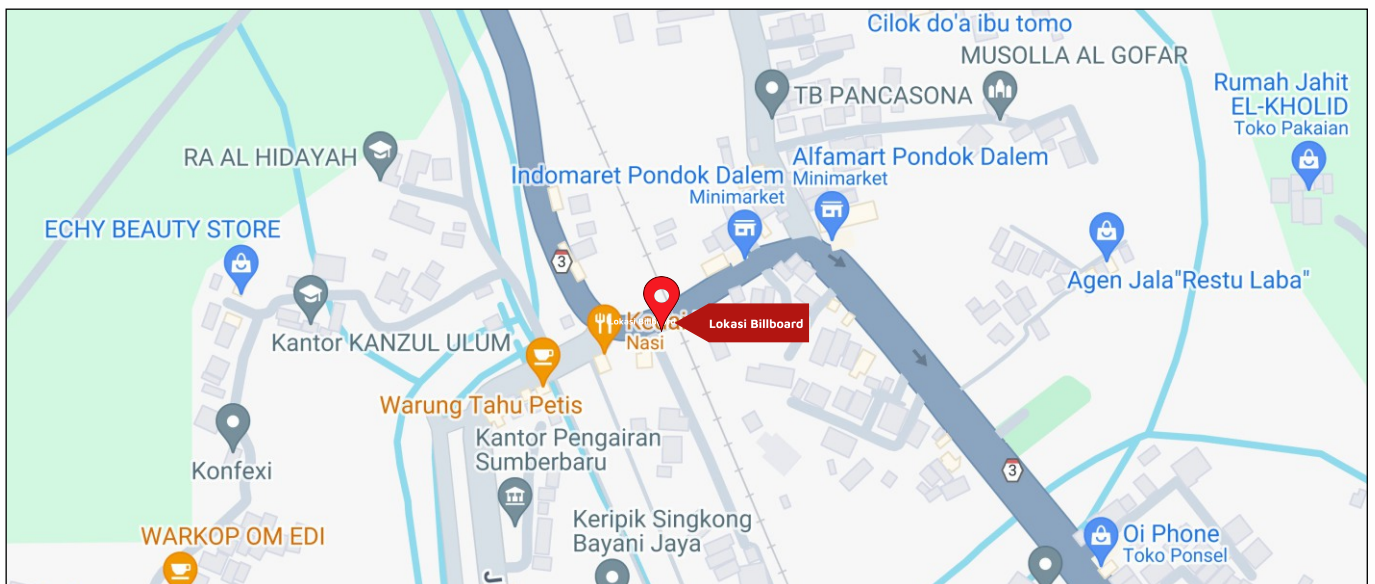 Cilok do'a ibu tomo
MUSOLLA AL GOFAR
TB PANCASONA
Rumah Jahit
EL-KHOLID
Toko Pakaian
RA AL HIDAYAH
Indomaret Pondok Dalem
Minimarket
Alfamart Pondok Dalem
Minimarket
ECHY BEAUTY STORE
3
Agen Jala"Restu Laba"
Lokasi Billboard
Kantor KANZUL ULUM
Nasi
Warung Tahu Petis
Kantor Pengairan
Sumberbaru
Konfexi
3
Keripik Singkong
Bayani Jaya
WARKOP OM EDI
Oi Phone
Toko Ponsel
J